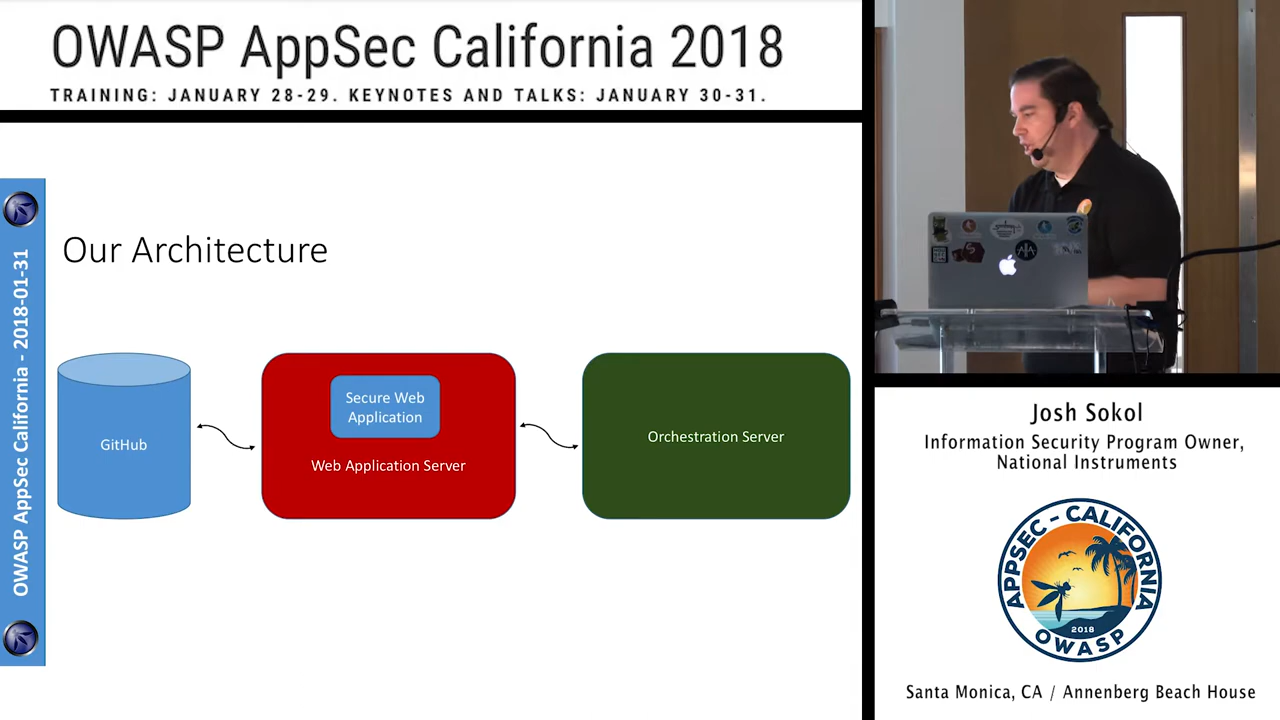 OWASP AppSec California 2018
TRAINING: JANUARY 28-29. KEYNOTES AND TALKS: JANUARY 30-31.
OWASP AppSec California - 2018-01-31
Our Architecture
GitHub
Secure Web
Application
Web Application Server
Orchestration Server
Josh Sokol
Information Security Program Owner,
National Instruments
APPSEC - CALIFORNIA
2018
OWASP
Santa Monica, CA / Annenberg Beach House